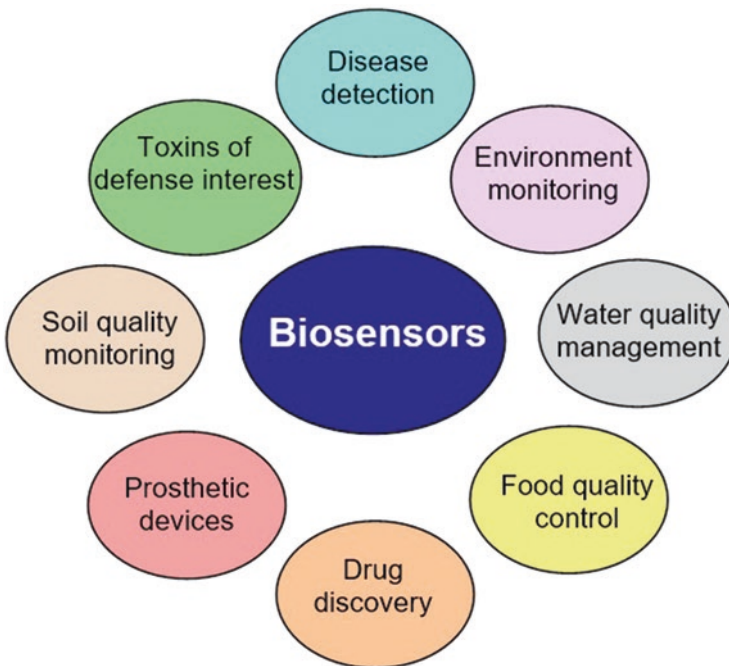 Disease
detection
Toxins of
defense interest
Environment
monitoring
Soil quality
monitoring
Biosensors
Water quality
management
Prosthetic
devices
Food quality
control
Drug
discovery